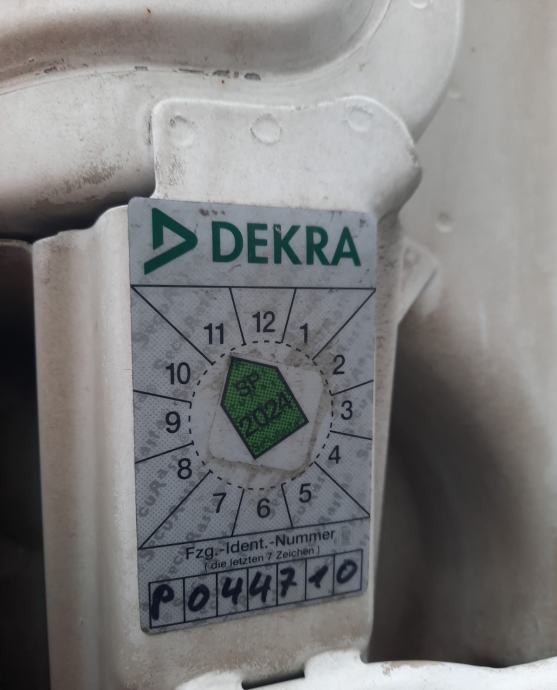 DEKRA
12
11 1
10 2
9 3
8 4
7 5
6
SP
2024
Fzg.-Ident.-Nummer
( die letzten 7 Zeichen )
P044710